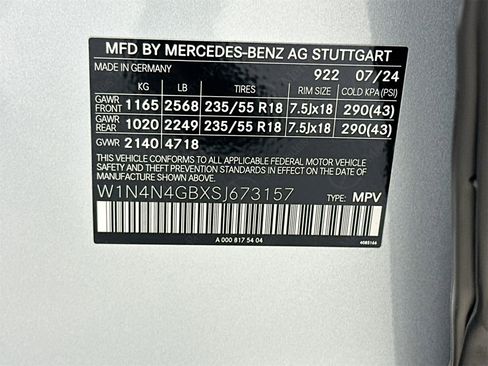 MFD BY MERCEDES-BENZ AG STUTTGART
MADE IN GERMANY 922 07/24
KG LB TIRES RIM SIZE COLD KPA(PSI)
GAWR FRONT 1165 2568 235/55 R18 7.5Jx18 290(43)
GAWR REAR 1020 2249 235/55 R18 7.5Jx18 290(43)
GVWR 2140 4718
THIS VEHICLE CONFORMS TO ALL APPLICABLE FEDERAL MOTOR VEHICLE
SAFETY AND THEFT PREVENTION STANDARDS IN EFFECT ON THE DATE
OF MANUFACTURE SHOWN ABOVE.
W1N4N4GBXSJ673157 TYPE: MPV
A 000 817 54 04